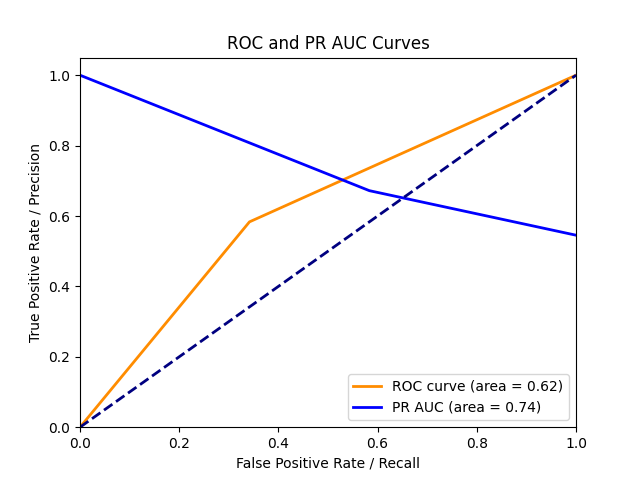 ROC and PR AUC Curves
True Positive Rate / Precision
1.0
0.8
0.6
0.4
0.2
0.0
0.0 0.2 0.4 0.6 0.8 1.0
False Positive Rate / Recall
ROC curve (area = 0.62)
PR AUC (area = 0.74)